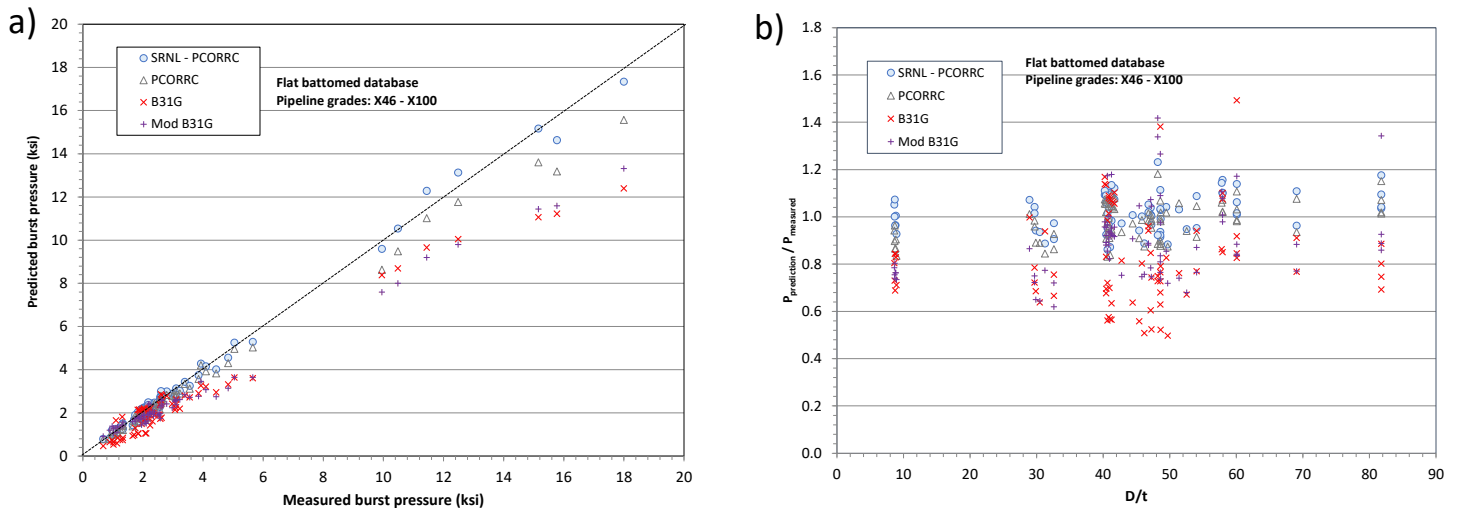 a)
20
18
16
14
12
10
8
6
4
2
0
Predicted burst pressure (ksi)
SRNL - PCORRC
PCORRC
B31G
Mod B31G
Flat battomed database
Pipeline grades: X46 - X100
0 2 4 6 8 10 12 14 16 18 20
Measured burst pressure (ksi)
b)
1.8
1.6
1.4
1.2
1.0
0.8
0.6
0.4
0.2
0.0
Pprediction / Pmeasured
SRNL - PCORRC
PCORRC
B31G
Mod B31G
Flat battomed database
Pipeline grades: X46 - X100
0 10 20 30 40 50 60 70 80 90
D/t